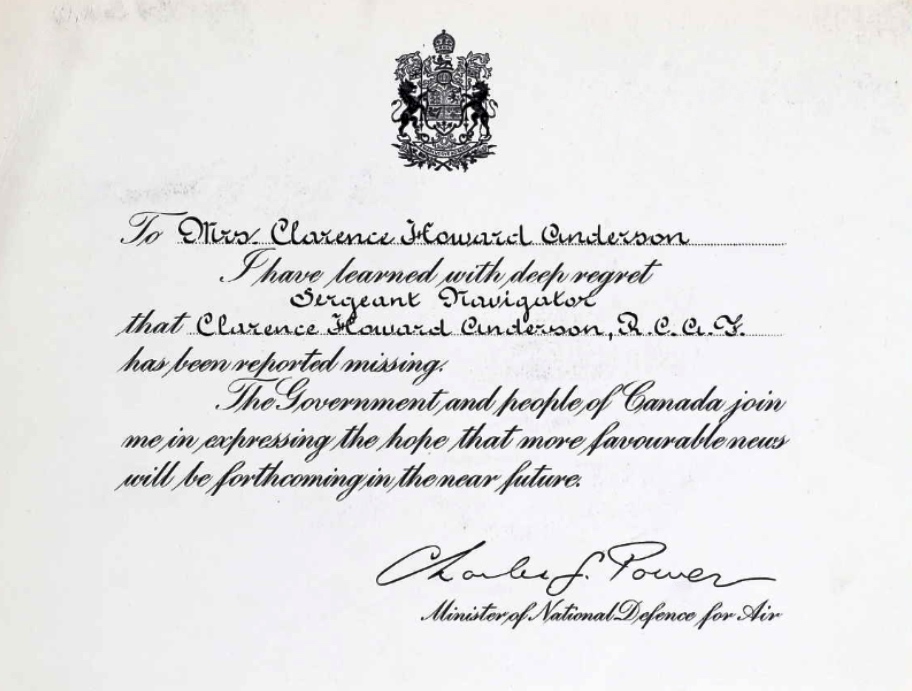 To Mrs. Clarence Howard Anderson
I have learned with deep regret
Sergeant Navigator
that Clarence Howard Anderson, R.C.A.F.
has been reported missing.
The Government and people of Canada join
me in expressing the hope that more favourable news
will be forthcoming in the near future.
Charles G. Power
Minister of National Defence for Air